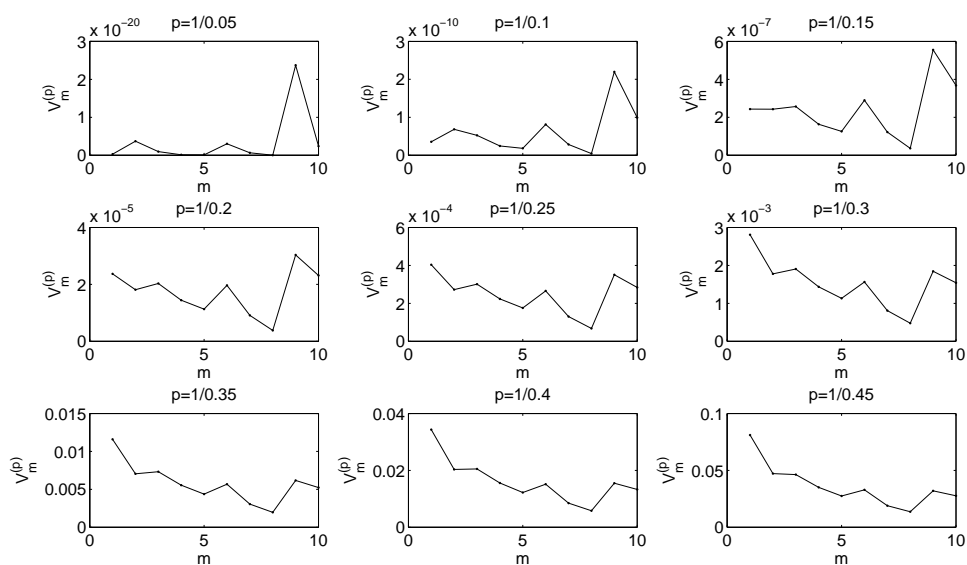 x 10^−20 p=1/0.05
3
2
1
0
V_m^(p)
0 5 10
m
x 10^−10 p=1/0.1
3
2
1
0
V_m^(p)
0 5 10
m
x 10^−7 p=1/0.15
6
4
2
0
V_m^(p)
0 5 10
m
x 10^−5 p=1/0.2
4
2
0
V_m^(p)
0 5 10
m
x 10^−4 p=1/0.25
6
4
2
0
V_m^(p)
0 5 10
m
x 10^−3 p=1/0.3
3
2
1
0
V_m^(p)
0 5 10
m
p=1/0.35
0.015
0.01
0.005
0
V_m^(p)
0 5 10
m
p=1/0.4
0.04
0.02
0
V_m^(p)
0 5 10
m
p=1/0.45
0.1
0.05
0
V_m^(p)
0 5 10
m